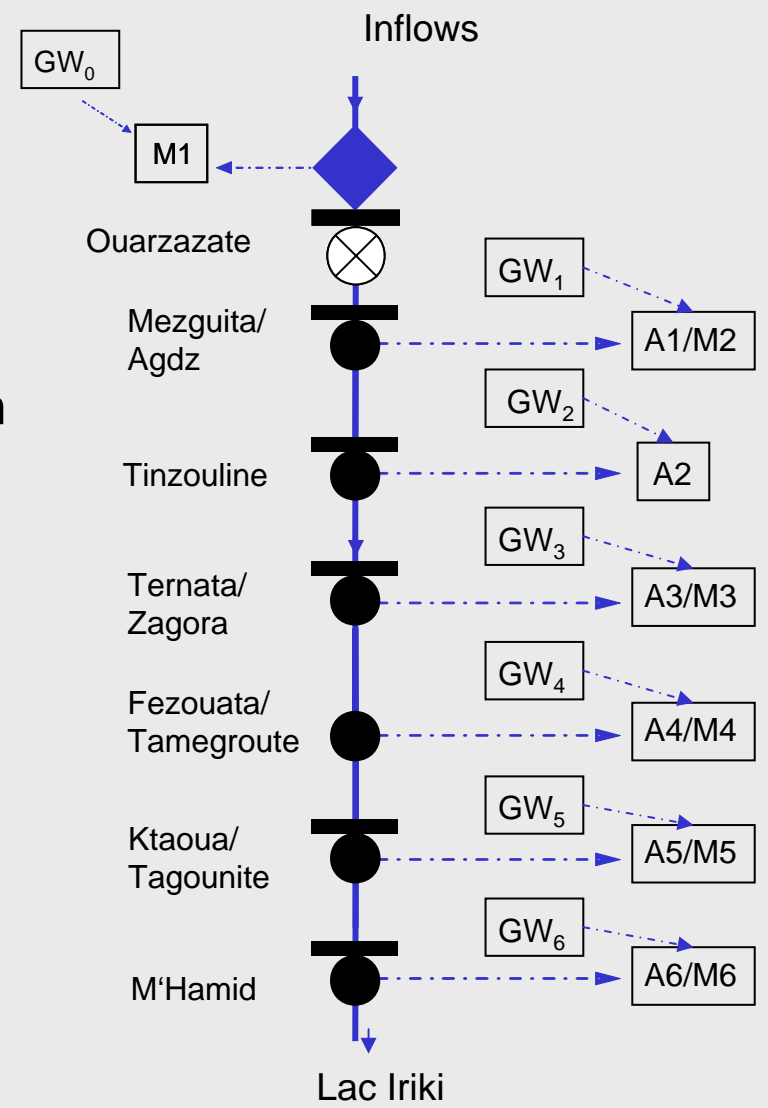 Inflows
GW0
M1
Ouarzazate
GW1
Mezguita/
Agdz
A1/M2
GW2
Tinzouline
A2
GW3
Ternata/
Zagora
A3/M3
GW4
Fezouata/
Tamegroute
A4/M4
GW5
Ktaoua/
Tagounite
A5/M5
GW6
M‘Hamid
A6/M6
Lac Iriki